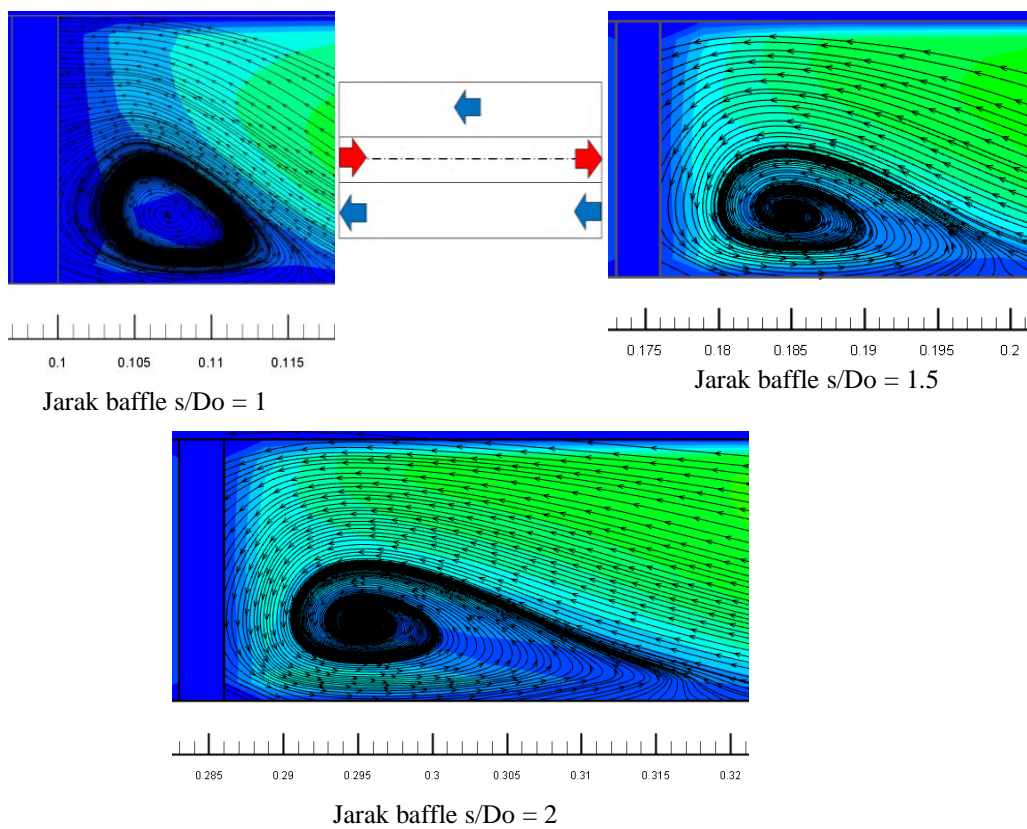 0.1 0.105 0.11 0.115
Jarak baffle s/Do = 1
0.175 0.18 0.185 0.19 0.195 0.2
Jarak baffle s/Do = 1.5
0.285 0.29 0.295 0.3 0.305 0.31 0.315 0.32
Jarak baffle s/Do = 2